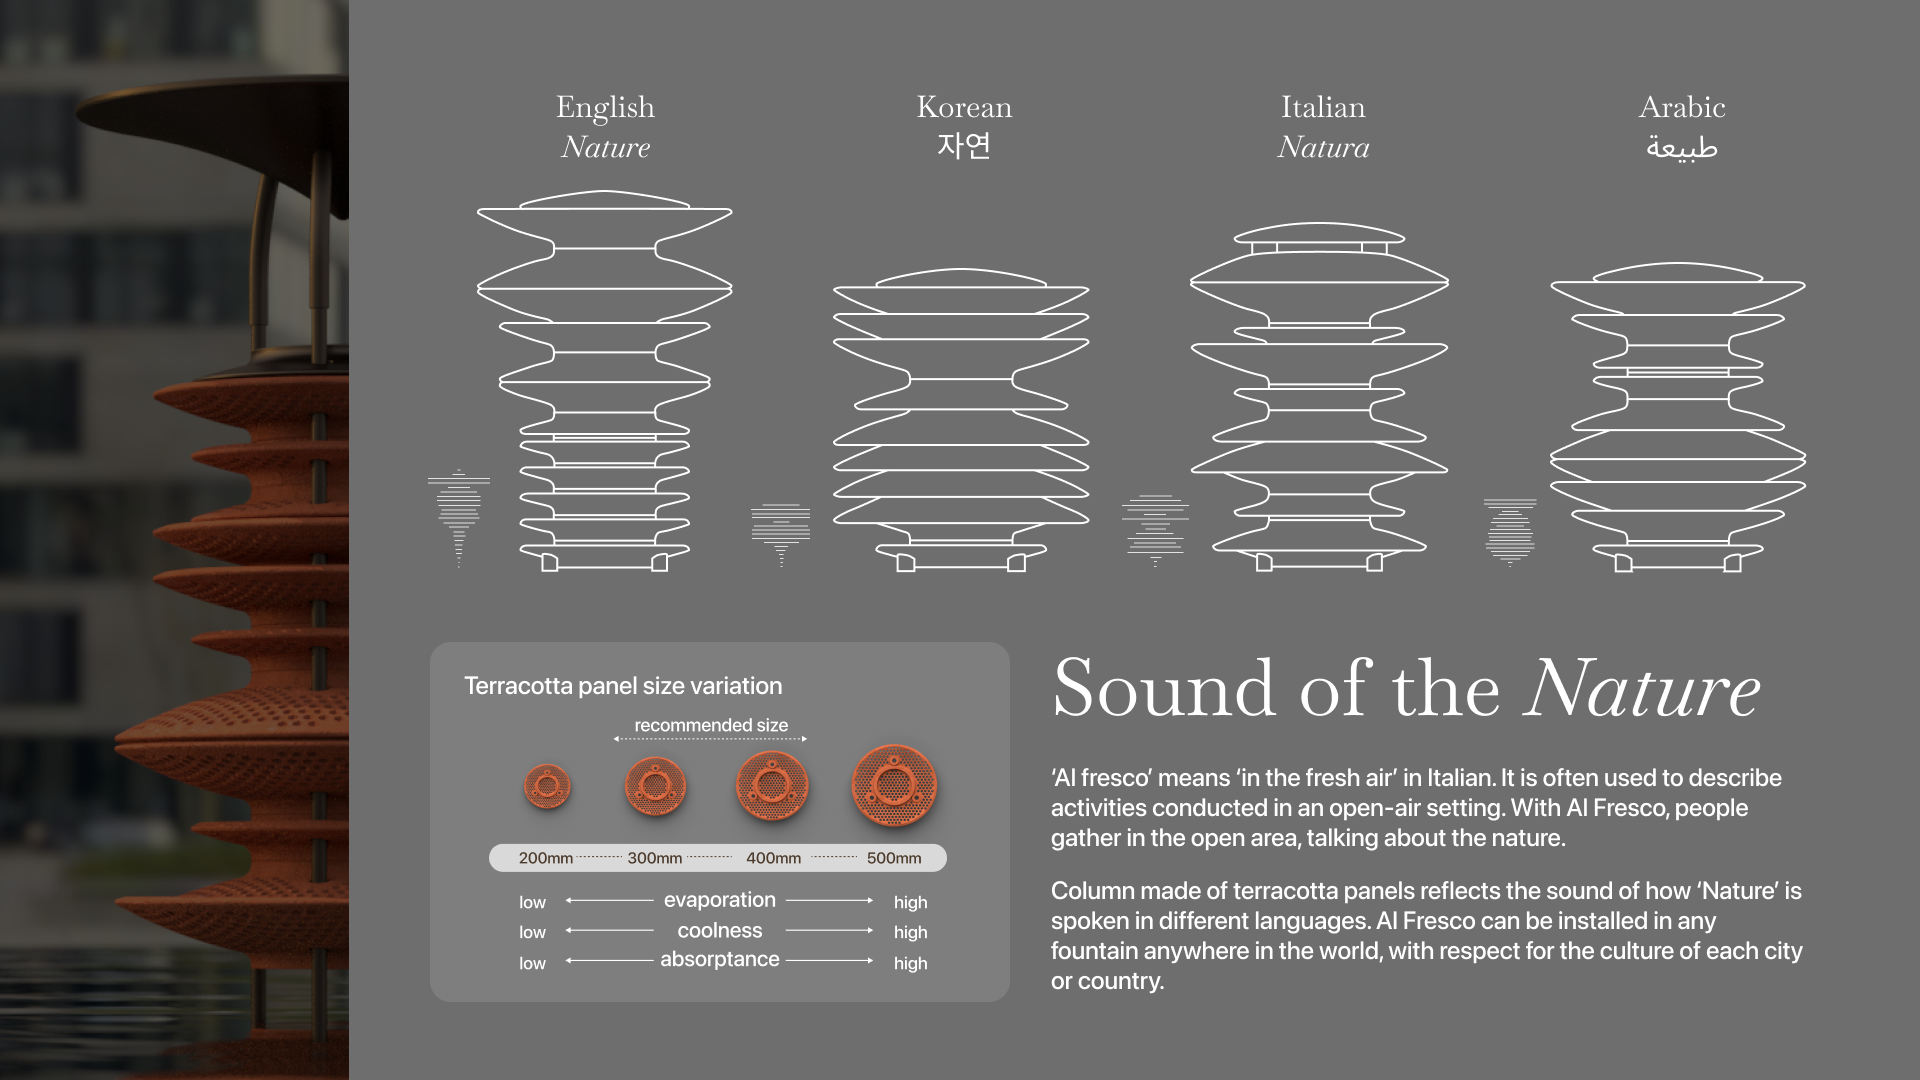 English
Nature
Korean
자연
Italian
Natura
Arabic
طبيعة
Terracotta panel size variation
recommended size
200mm 300mm 400mm 500mm
low evaporation high
low coolness high
low absorptance high
Sound of the Nature
‘Al fresco’ means ‘in the fresh air’ in Italian. It is often used to describe
activities conducted in an open-air setting. With Al Fresco, people
gather in the open area, talking about the nature.
Column made of terracotta panels reflects the sound of how ‘Nature’ is
spoken in different languages. Al Fresco can be installed in any
fountain anywhere in the world, with respect for the culture of each city
or country.